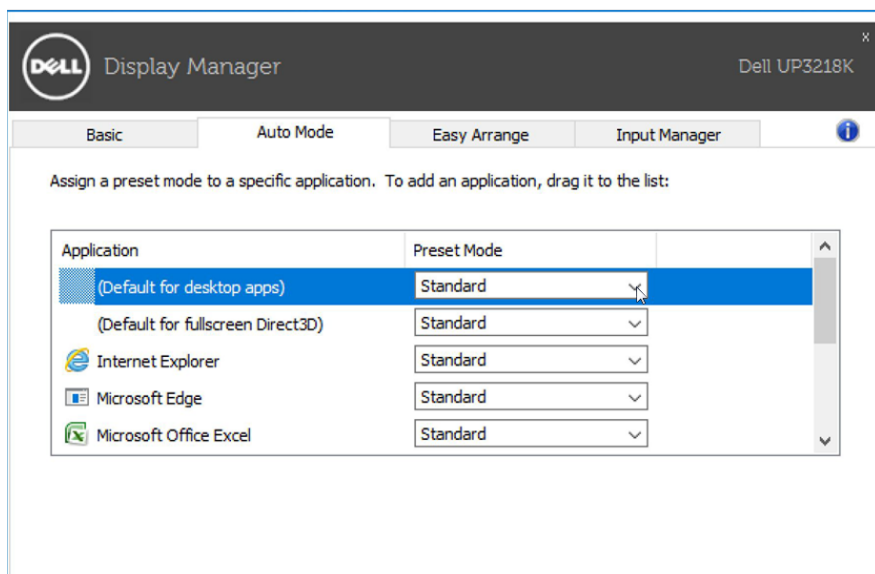 x
DELL Display Manager Dell UP3218K
Basic Auto Mode Easy Arrange Input Manager i
Assign a preset mode to a specific application. To add an application, drag it to the list:
Application Preset Mode
(Default for desktop apps) Standard
(Default for fullscreen Direct3D) Standard
Internet Explorer Standard
Microsoft Edge Standard
Microsoft Office Excel Standard